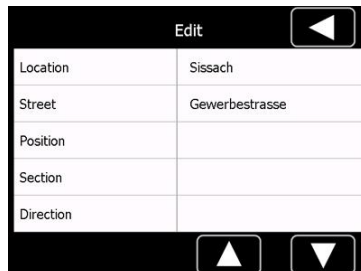 Edit
Location Sissach
Street Gewerbestrasse
Position
Section
Direction